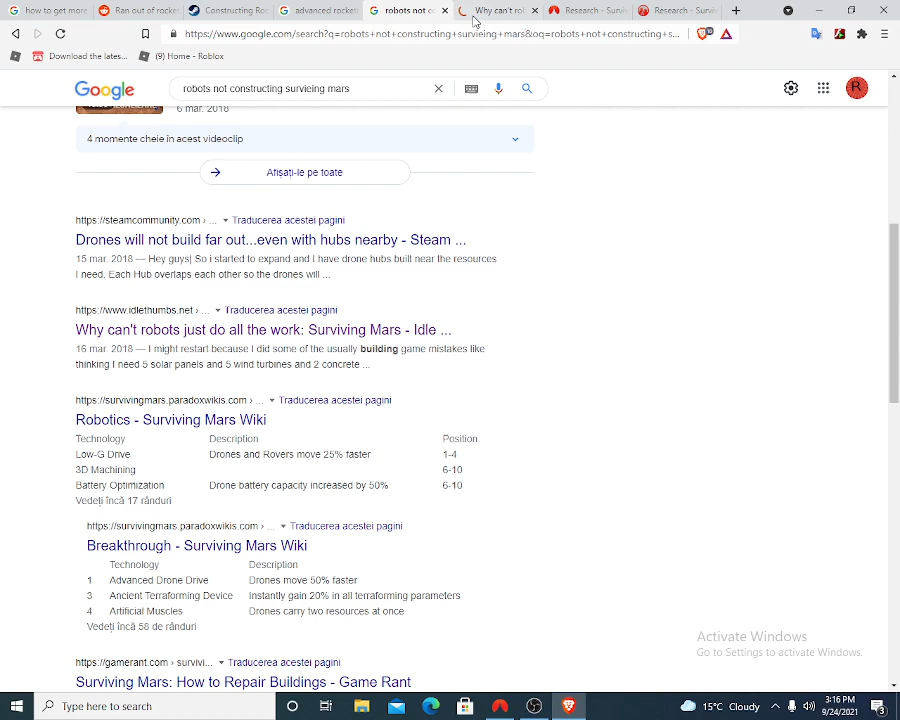 how to get more
Ran out of rocke
Constructing Roc
advanced rocket
robots not co
Why can't rol
Research - Survi
Research - Survi
https://www.google.com/search?q=robots+not+constructing+survieing+mars&oq=robots+not+constructing+s...
Download the lates...
(9) Home - Roblox
Google
robots not constructing survieing mars
R
6 mar. 2018
4 momente cheie în acest videoclip
Afișați-le pe toate
https://steamcommunity.com › ... Traducerea acestei pagini
Drones will not build far out...even with hubs nearby - Steam ...
15 mar. 2018 — Hey guys| So i started to expand and I have drone hubs built near the resources
I need. Each Hub overlaps each other so the drones will ...
https://www.idlethumbs.net › ... Traducerea acestei pagini
Why can't robots just do all the work: Surviving Mars - Idle ...
16 mar. 2018 — I might restart because I did some of the usually building game mistakes like
thinking I need 5 solar panels and 5 wind turbines and 2 concrete ...
https://survivingmars.paradoxwikis.com › ... Traducerea acestei pagini
Robotics - Surviving Mars Wiki
Technology Description Position
Low-G Drive Drones and Rovers move 25% faster 1-4
3D Machining 6-10
Battery Optimization Drone battery capacity increased by 50% 6-10
Vedeți încă 17 rânduri
https://survivingmars.paradoxwikis.com › ... Traducerea acestei pagini
Breakthrough - Surviving Mars Wiki
Technology Description
1 Advanced Drone Drive Drones move 50% faster
3 Ancient Terraforming Device Instantly gain 20% in all terraforming parameters
4 Artificial Muscles Drones carry two resources at once
Vedeți încă 58 de rânduri
https://gamerant.com › survivi... Traducerea acestei pagini
Surviving Mars: How to Repair Buildings - Game Rant
Activate Windows
Go to Settings to activate Windows.
Type here to search
15°C Cloudy
3:16 PM
9/24/2021
3